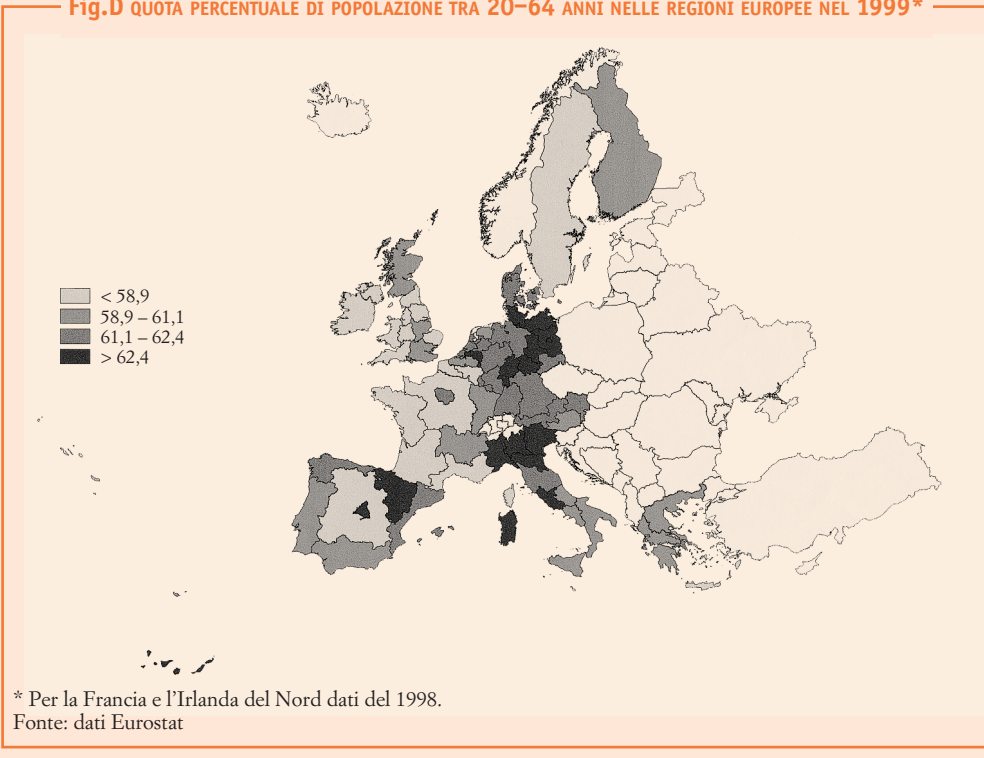 Fig.D QUOTA PERCENTUALE DI POPOLAZIONE TRA 20–64 ANNI NELLE REGIONI EUROPEE NEL 1999*
< 58,9
58,9 – 61,1
61,1 – 62,4
> 62,4
* Per la Francia e l'Irlanda del Nord dati del 1998.
Fonte: dati Eurostat